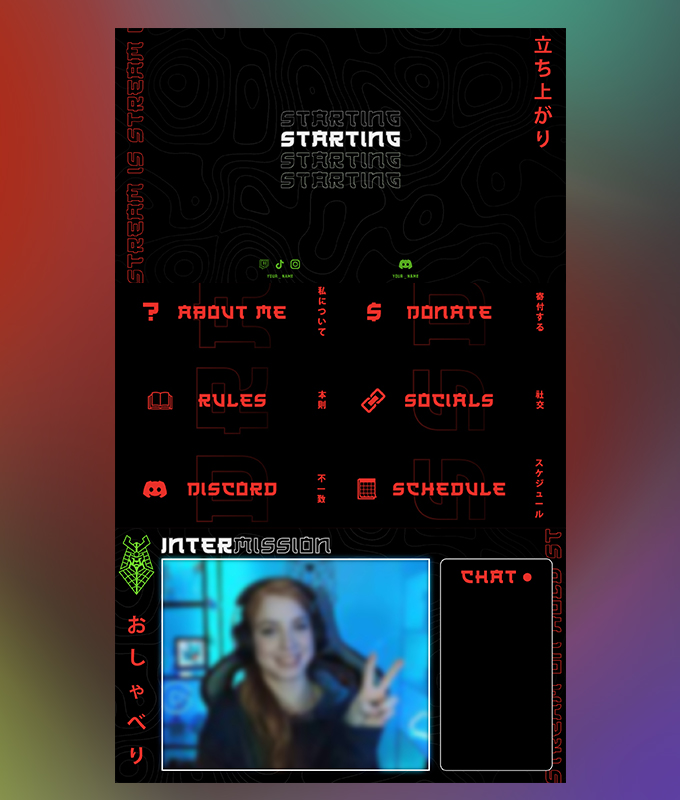 STREAM IS STREAM
立ち上がり
STARTING
STARTING
STARTING
STARTING
YOUR_NAME
YOUR_NAME
? ABOUT ME
私について
$ DONATE
寄付する
RULES
本則
SOCIALS
社交
DISCORD
不一致
SCHEDULE
スケジュール
INTERMISSION
CHAT
おしゃべり